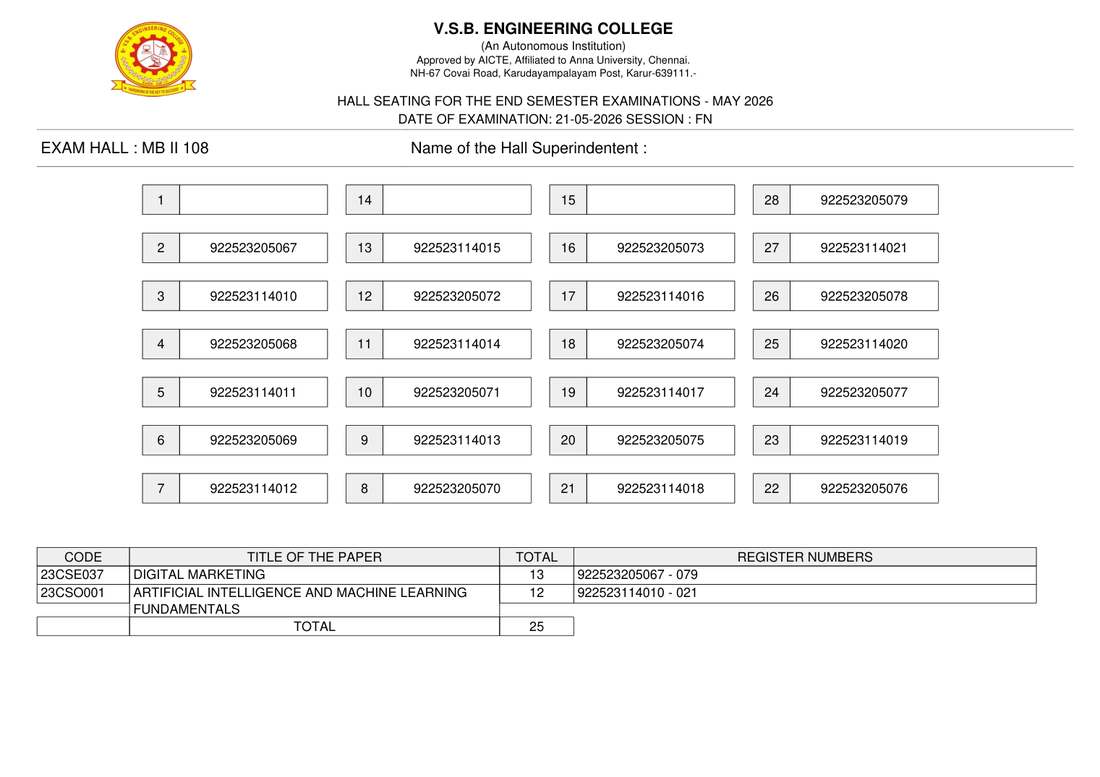 V.S.B. ENGINEERING COLLEGE
(An Autonomous Institution)
Approved by AICTE, Affiliated to Anna University, Chennai.
NH-67 Covai Road, Karudayampalayam Post, Karur-639111.-
HALL SEATING FOR THE END SEMESTER EXAMINATIONS - MAY 2026
DATE OF EXAMINATION: 21-05-2026 SESSION : FN
EXAM HALL : MB II 108 Name of the Hall Superindentent :
1 14 15 28 922523205079
2 922523205067 13 922523114015 16 922523205073 27 922523114021
3 922523114010 12 922523205072 17 922523114016 26 922523205078
4 922523205068 11 922523114014 18 922523205074 25 922523114020
5 922523114011 10 922523205071 19 922523114017 24 922523205077
6 922523205069 9 922523114013 20 922523205075 23 922523114019
7 922523114012 8 922523205070 21 922523114018 22 922523205076
CODE TITLE OF THE PAPER TOTAL REGISTER NUMBERS
23CSE037 DIGITAL MARKETING 13 922523205067 - 079
23CSO001 ARTIFICIAL INTELLIGENCE AND MACHINE LEARNING 12 922523114010 - 021
FUNDAMENTALS
TOTAL 25